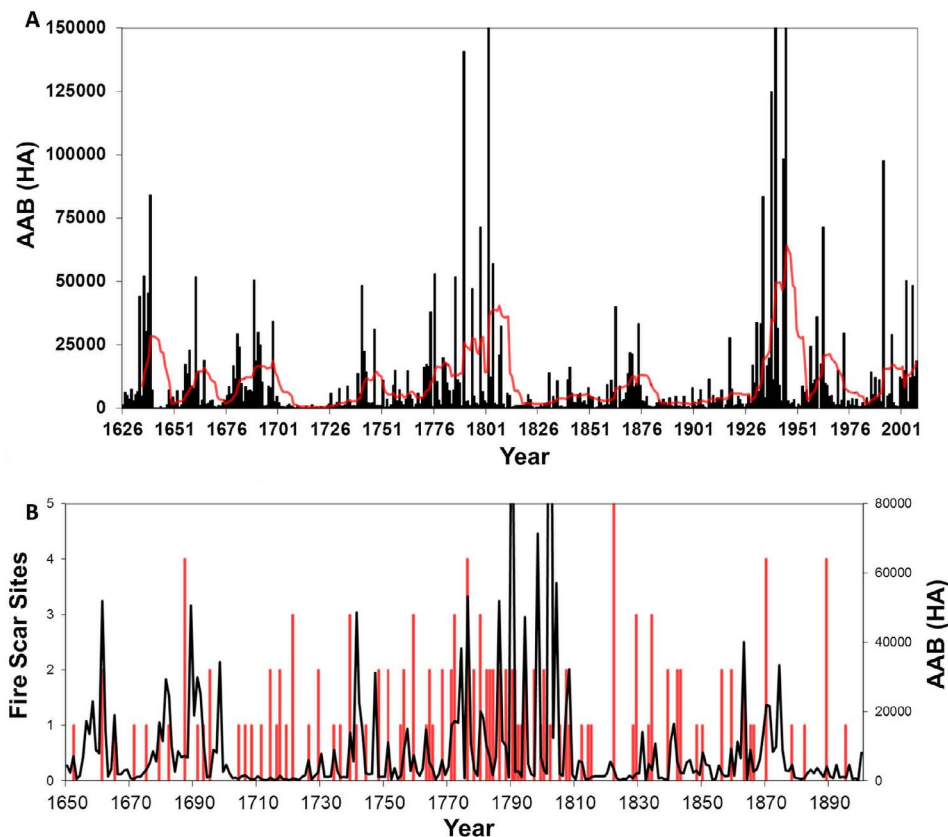 A
150000
125000
100000
75000
50000
25000
0
AAB (HA)
1626 1651 1676 1701 1726 1751 1776 1801 1826 1851 1876 1901 1926 1951 1976 2001
Year
B
5
4
3
2
1
0
Fire Scar Sites
80000
60000
40000
20000
0
AAB (HA)
1650 1670 1690 1710 1730 1750 1770 1790 1810 1830 1850 1870 1890
Year